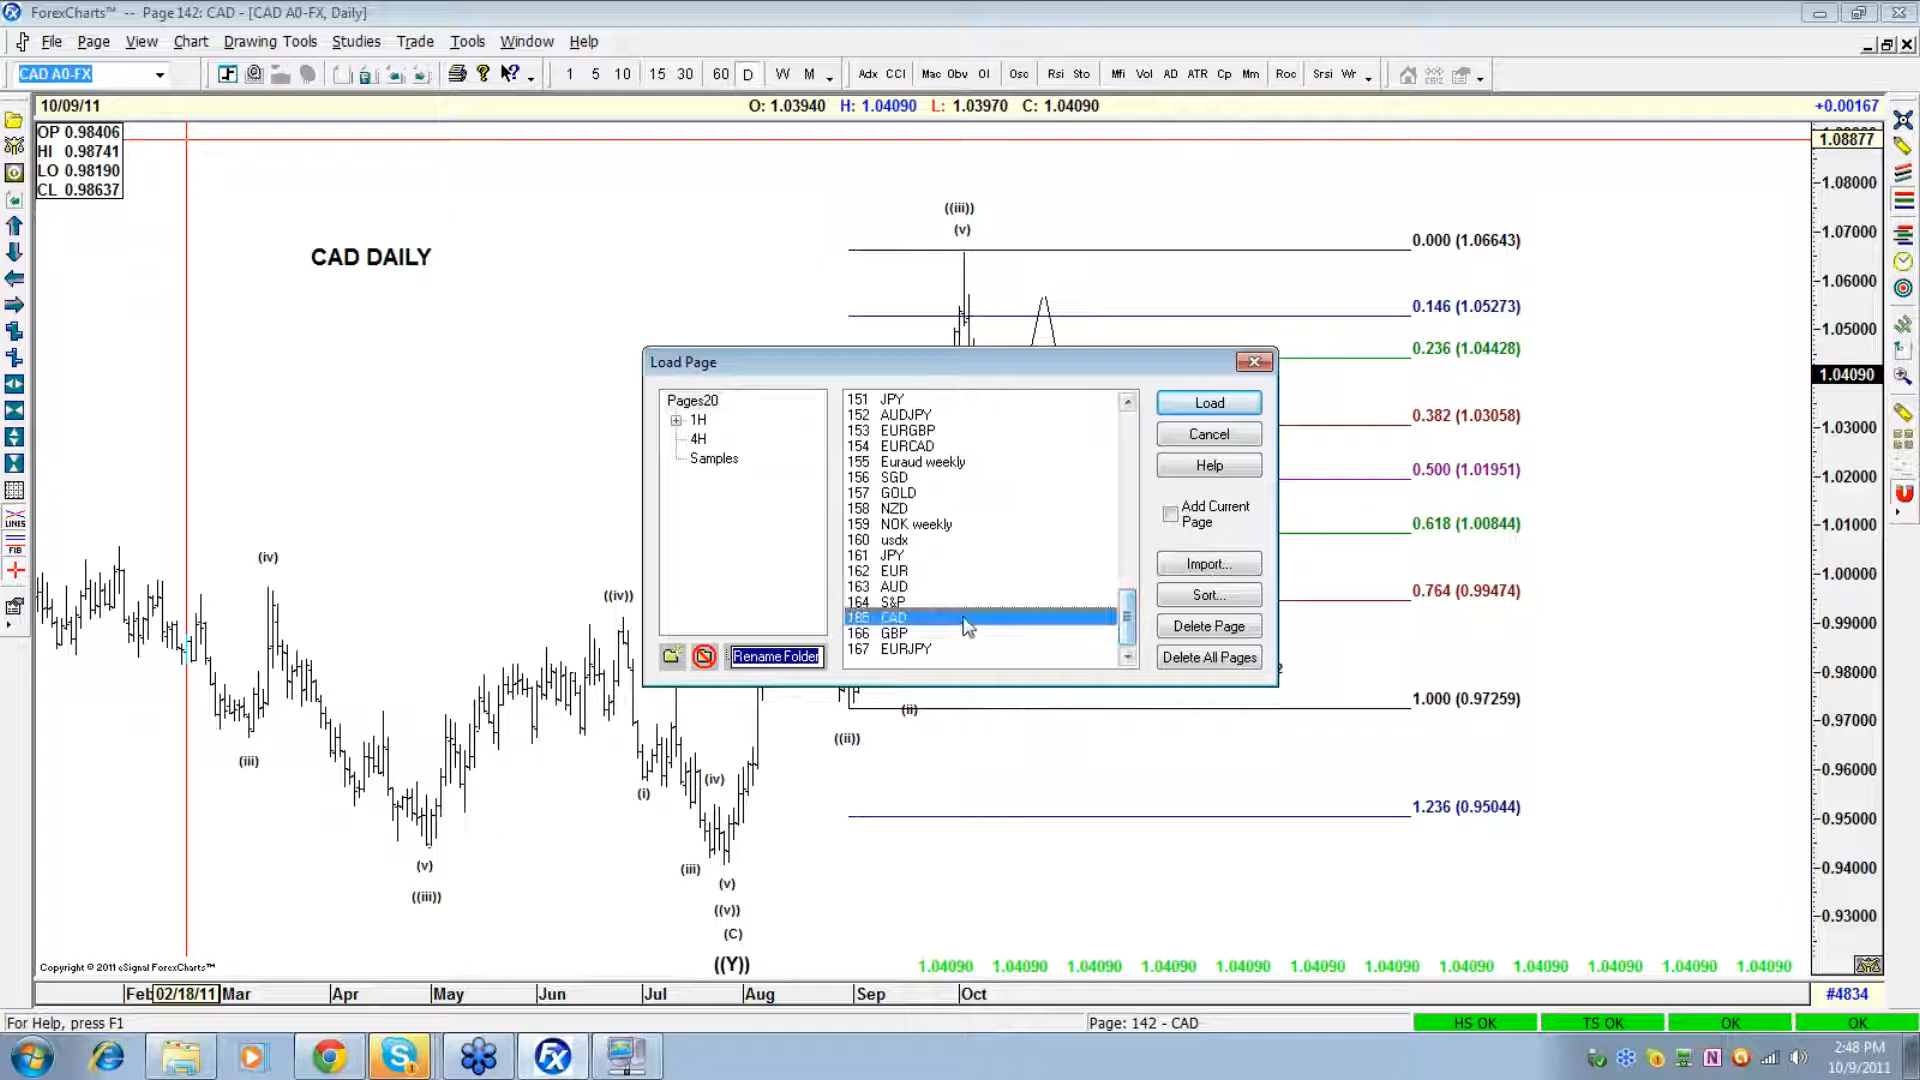 ForexCharts™ -- Page 142: CAD - [CAD A0-FX, Daily]
File Page View Chart Drawing Tools Studies Trade Tools Window Help
CAD A0-FX 1 5 10 15 30 60 D W M Adx CCI Mac Obv OI Osc Rsi Sto Mfi Vol AD ATR Cp Mm Roc Srsi Wr
10/09/11 O: 1.03940 H: 1.04090 L: 1.03970 C: 1.04090 +0.00167
OP 0.98406
HI 0.98741
LO 0.98190
CL 0.98637
CAD DAILY
((iii))
(v)
0.000 (1.06643)
0.146 (1.05273)
0.236 (1.04428)
0.382 (1.03058)
0.500 (1.01951)
0.618 (1.00844)
0.764 (0.99474)
1.000 (0.97259)
1.236 (0.95044)
1.08877
1.08000
1.07000
1.06000
1.05000
1.04090
1.03000
1.02000
1.01000
1.00000
0.99000
0.98000
0.97000
0.96000
0.95000
0.94000
0.93000
Load Page
Pages20
1H
4H
Samples
Rename Folder
151 JPY
152 AUDJPY
153 EURGBP
154 EURCAD
155 Euraud weekly
156 SGD
157 GOLD
158 NZD
159 NOK weekly
160 usdx
161 JPY
162 EUR
163 AUD
164 S&P
165 CAD
166 GBP
167 EURJPY
Load
Cancel
Help
Add Current
Page
Import...
Sort...
Delete Page
Delete All Pages
LINES
FIB
(iv)
((iv))
(iii)
(i)
(iv)
(ii)
((ii))
(v)
((iii))
(iii)
(v)
((v))
(C)
((Y))
Copyright © 2011 eSignal ForexCharts™
1.04090 1.04090 1.04090 1.04090 1.04090 1.04090 1.04090 1.04090 1.04090 1.04090 1.04090 1.04090
Feb 02/18/11 Mar Apr May Jun Jul Aug Sep Oct #4834
For Help, press F1 Page: 142 - CAD HS OK TS OK OK OK
2:48 PM
10/9/2011